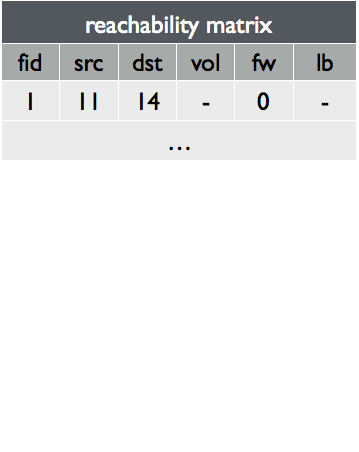 reachability matrix
fid src dst vol fw lb
1 11 14 - 0 -
...